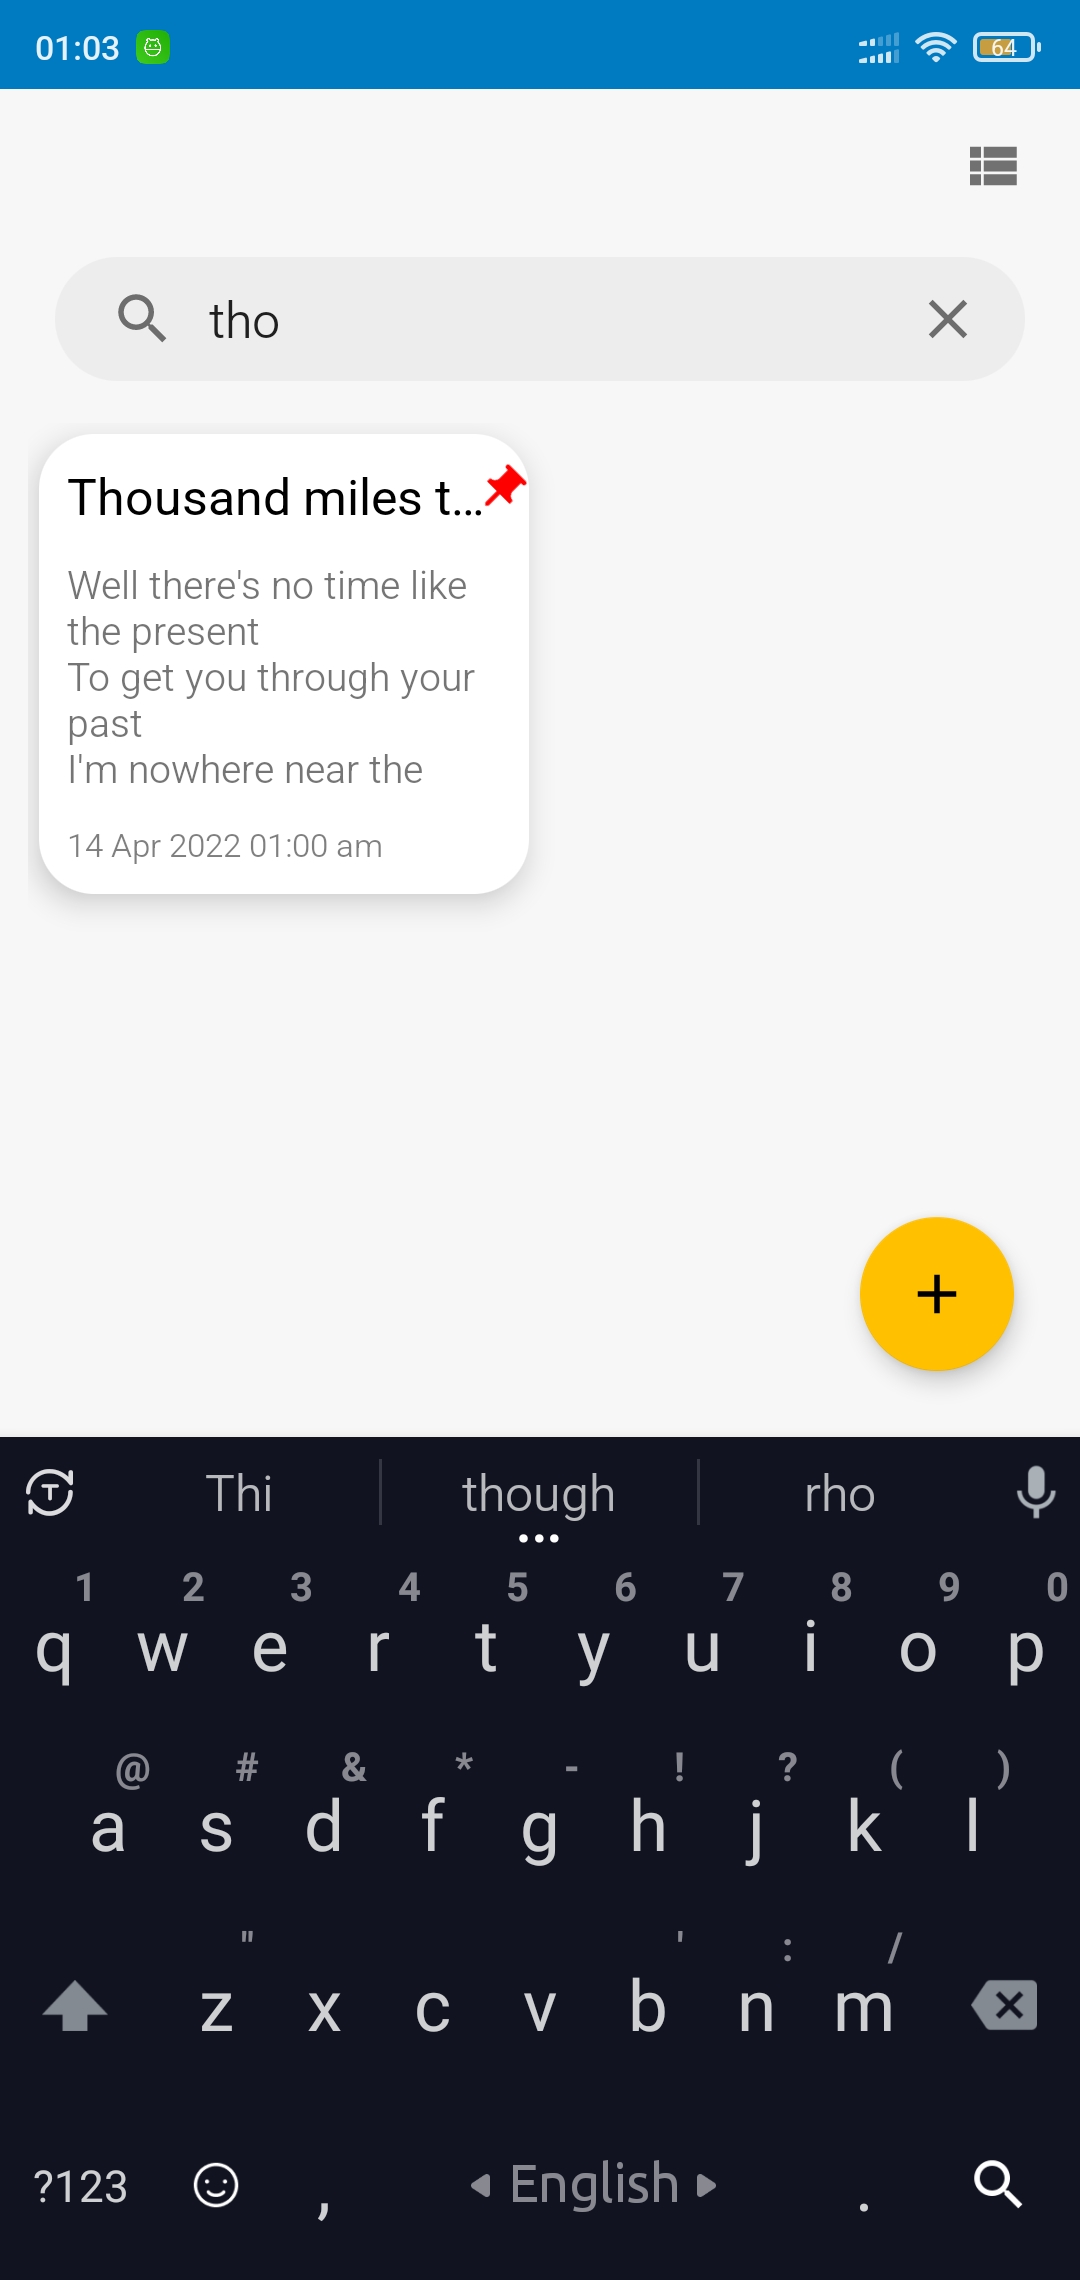 01:03
64
tho
Thousand miles t...
Well there's no time like
the present
To get you through your
past
I'm nowhere near the
14 Apr 2022 01:00 am
Thi though rho
1 2 3 4 5 6 7 8 9 0
q w e r t y u i o p
@ # & * - ! ? ( )
a s d f g h j k l
" ' : /
z x c v b n m
?123 , English .